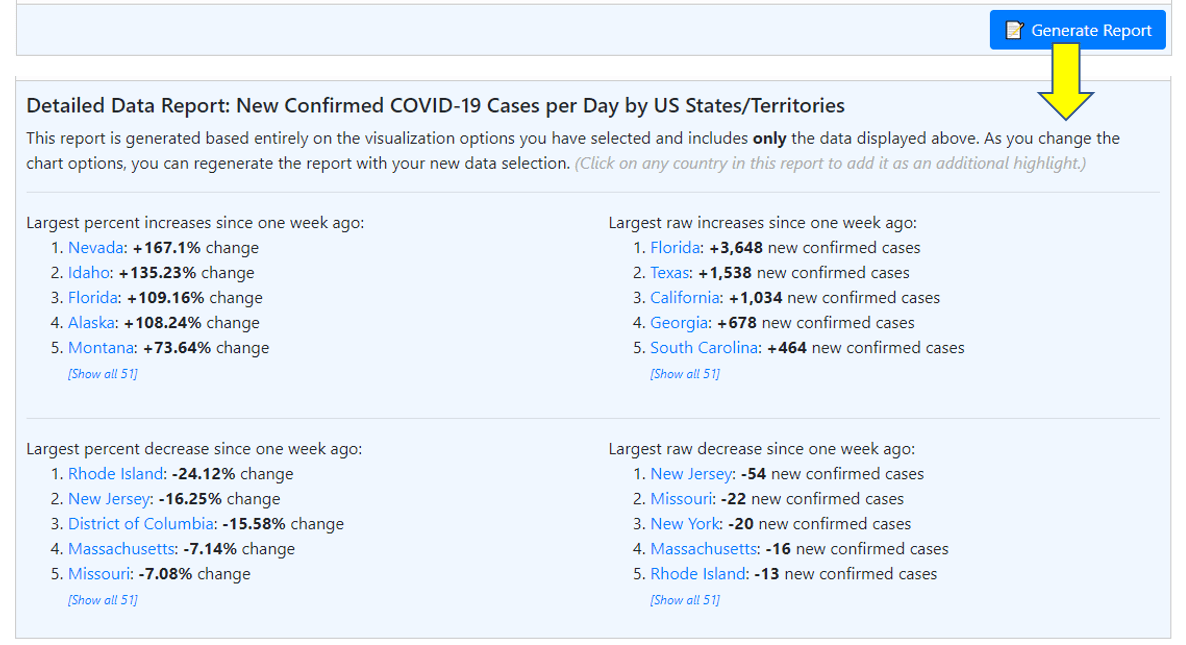 Generate Report
Detailed Data Report: New Confirmed COVID-19 Cases per Day by US States/Territories
This report is generated based entirely on the visualization options you have selected and includes only the data displayed above. As you change the
chart options, you can regenerate the report with your new data selection. (Click on any country in this report to add it as an additional highlight.)
Largest percent increases since one week ago:
1. Nevada: +167.1% change
2. Idaho: +135.23% change
3. Florida: +109.16% change
4. Alaska: +108.24% change
5. Montana: +73.64% change
[Show all 51]
Largest raw increases since one week ago:
1. Florida: +3,648 new confirmed cases
2. Texas: +1,538 new confirmed cases
3. California: +1,034 new confirmed cases
4. Georgia: +678 new confirmed cases
5. South Carolina: +464 new confirmed cases
[Show all 51]
Largest percent decrease since one week ago:
1. Rhode Island: -24.12% change
2. New Jersey: -16.25% change
3. District of Columbia: -15.58% change
4. Massachusetts: -7.14% change
5. Missouri: -7.08% change
[Show all 51]
Largest raw decrease since one week ago:
1. New Jersey: -54 new confirmed cases
2. Missouri: -22 new confirmed cases
3. New York: -20 new confirmed cases
4. Massachusetts: -16 new confirmed cases
5. Rhode Island: -13 new confirmed cases
[Show all 51]